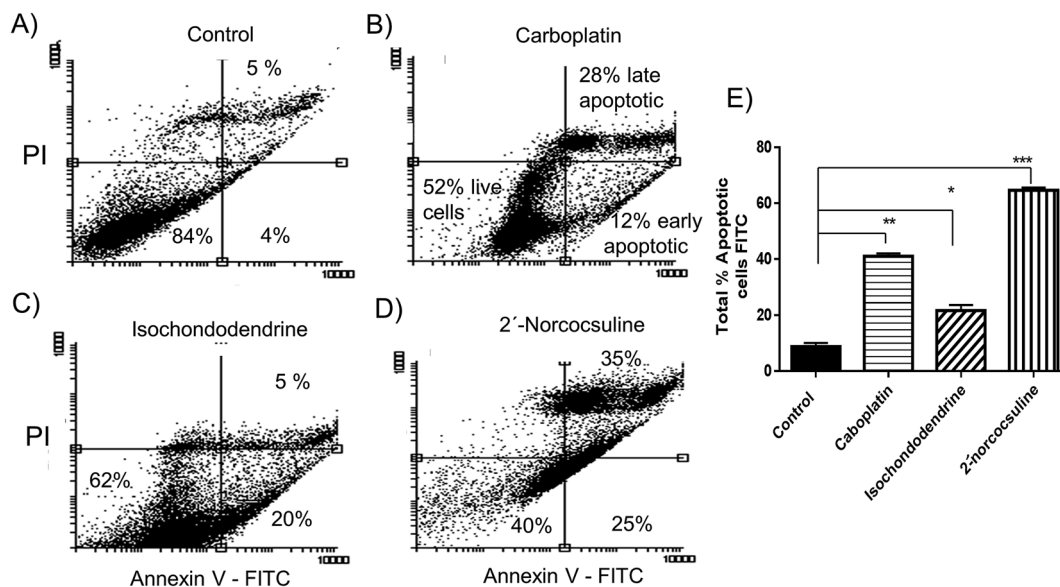 A)
Control
5 %
PI
84%
4%
B)
Carboplatin
28% late
apoptotic
52% live
cells
12% early
apoptotic
C)
Isochondodendrine
5 %
PI
62%
20%
Annexin V - FITC
D)
2´-Norcocsuline
35%
40%
25%
Annexin V - FITC
E)
Total % Apoptotic
cells FITC
80
60
40
20
0
***
*
**
Control
Caboplatin
Isochondodendrine
2´norcocsuline